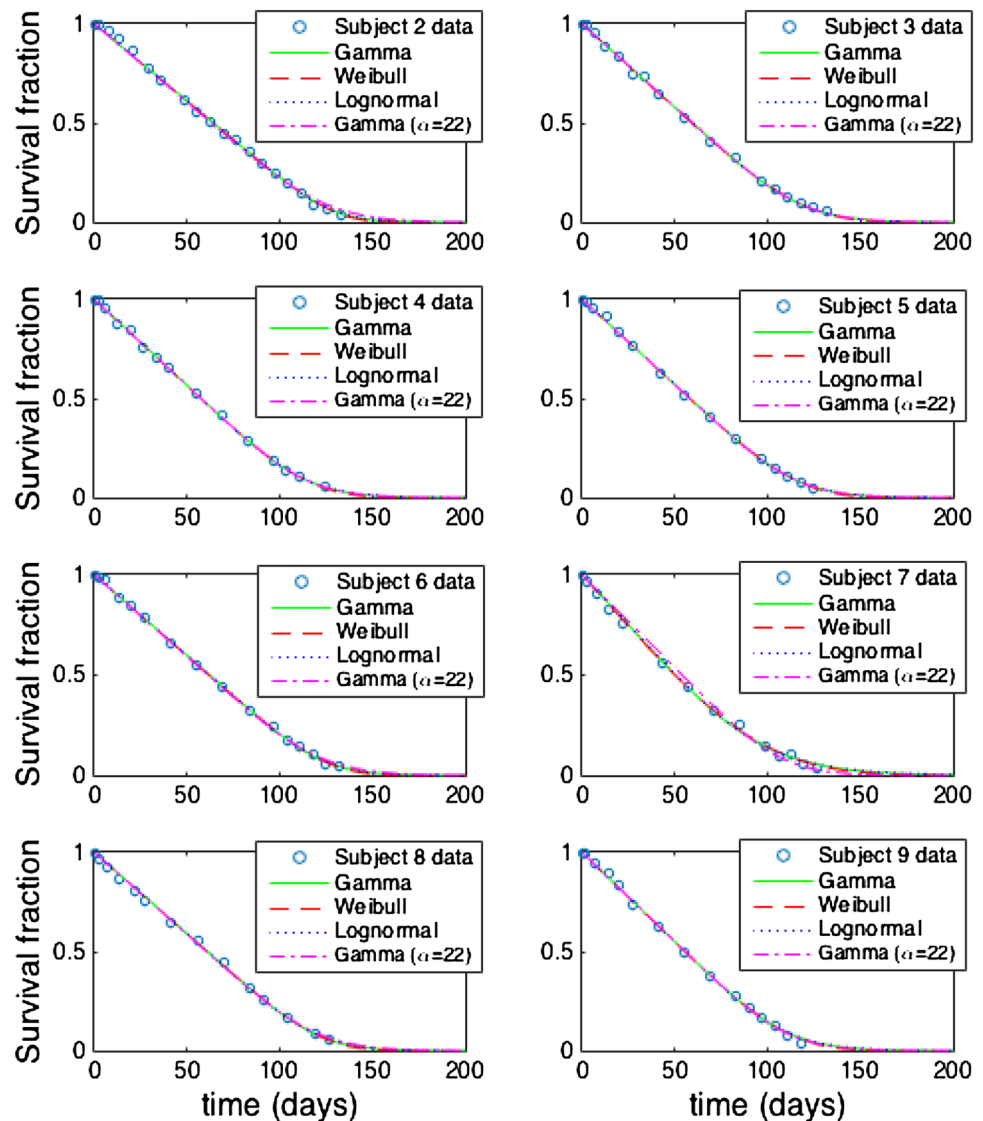 Survival fraction
1
0.5
0
0 50 100 150 200
Subject 2 data
Gamma
Weibull
Lognormal
Gamma (α=22)
1
0.5
0
0 50 100 150 200
Subject 3 data
Gamma
Weibull
Lognormal
Gamma (α=22)
Survival fraction
1
0.5
0
0 50 100 150 200
Subject 4 data
Gamma
Weibull
Lognormal
Gamma (α=22)
1
0.5
0
0 50 100 150 200
Subject 5 data
Gamma
Weibull
Lognormal
Gamma (α=22)
Survival fraction
1
0.5
0
0 50 100 150 200
Subject 6 data
Gamma
Weibull
Lognormal
Gamma (α=22)
1
0.5
0
0 50 100 150 200
Subject 7 data
Gamma
Weibull
Lognormal
Gamma (α=22)
Survival fraction
1
0.5
0
0 50 100 150 200
time (days)
Subject 8 data
Gamma
Weibull
Lognormal
Gamma (α=22)
1
0.5
0
0 50 100 150 200
time (days)
Subject 9 data
Gamma
Weibull
Lognormal
Gamma (α=22)